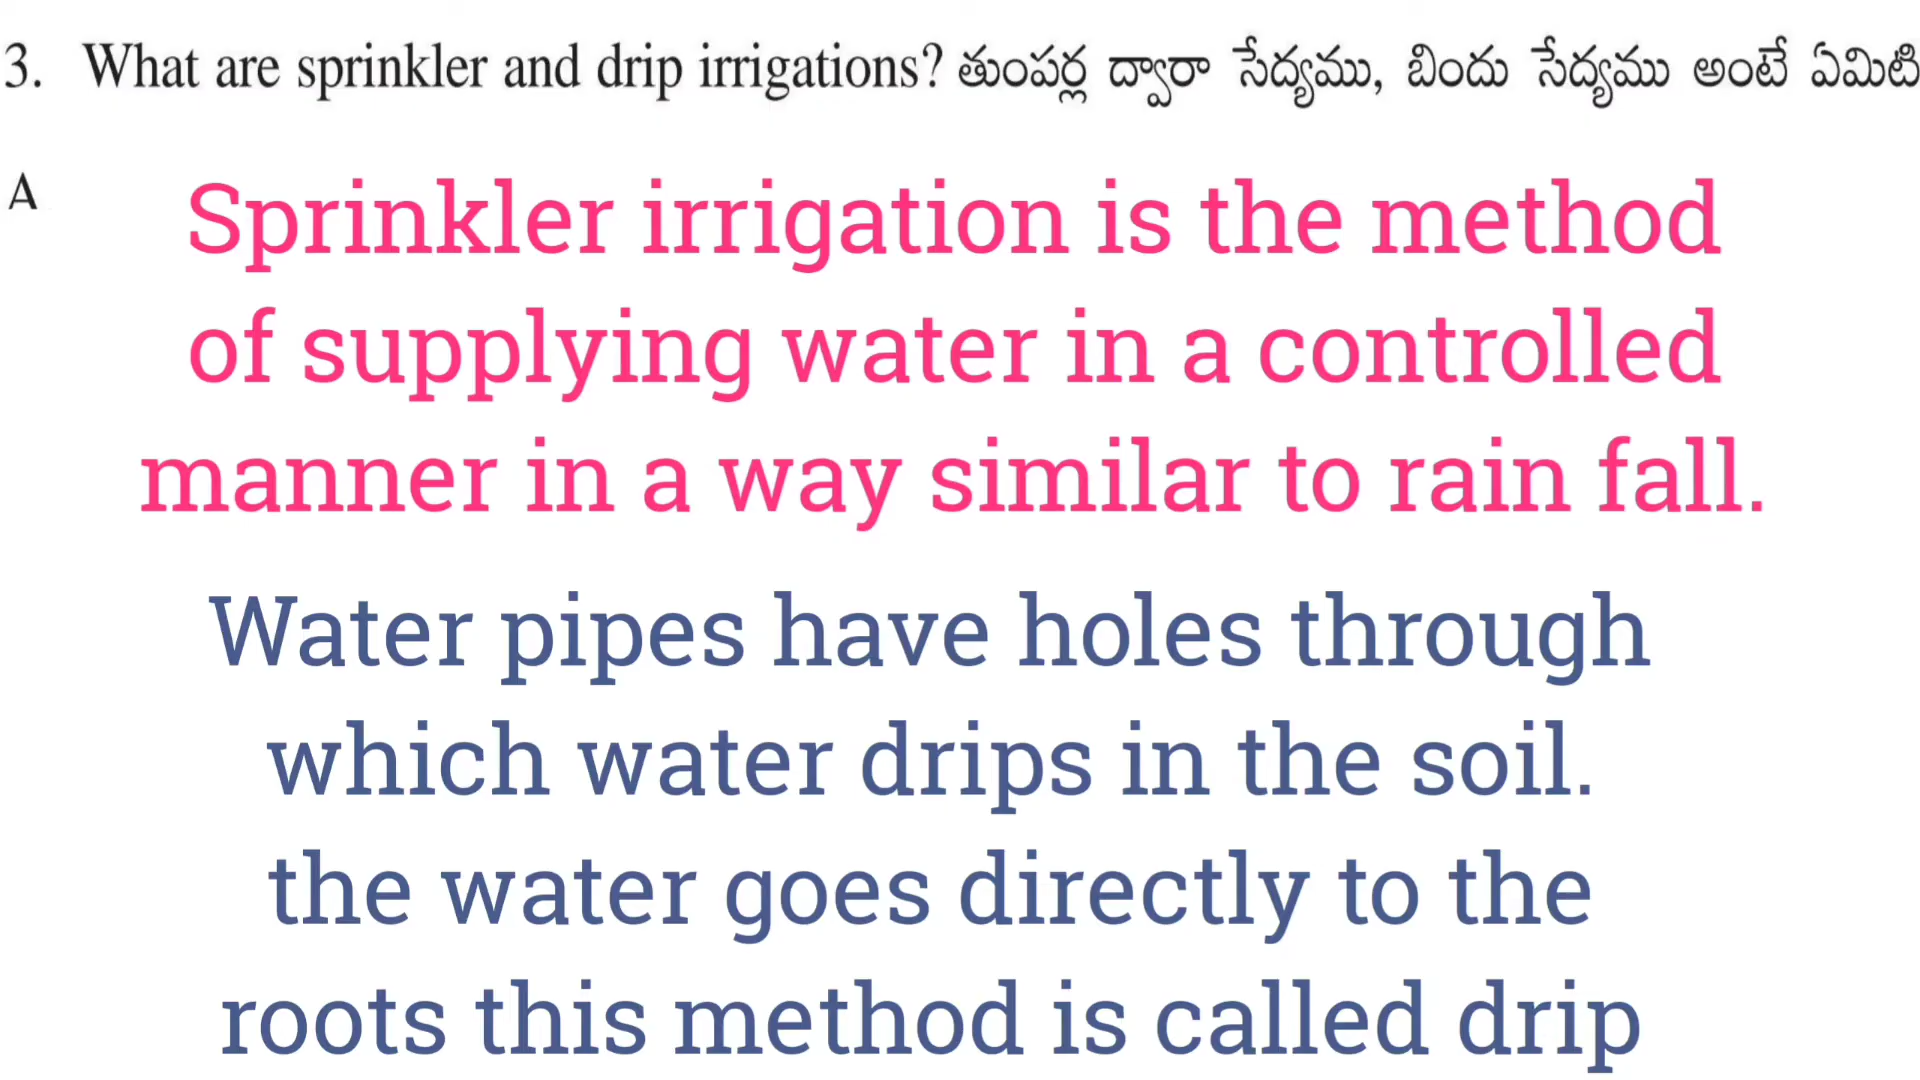 3. What are sprinkler and drip irrigations? తుంపర్ల ద్వారా సేద్యము, బిందు సేద్యము అంటే ఏమిటి
A
Sprinkler irrigation is the method
of supplying water in a controlled
manner in a way similar to rain fall.
Water pipes have holes through
which water drips in the soil.
the water goes directly to the
roots this method is called drip